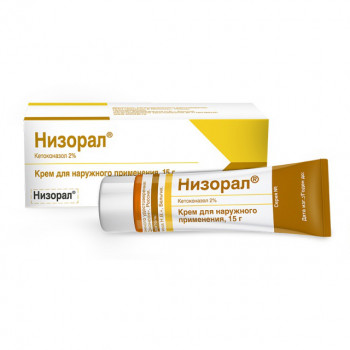 Низорал®
Кетоконазол 2%
Крем для наружного применения, 15 г
Низорал®
Низорал®
Кетоконазол 2%
Крем для наружного
применения, 15 г